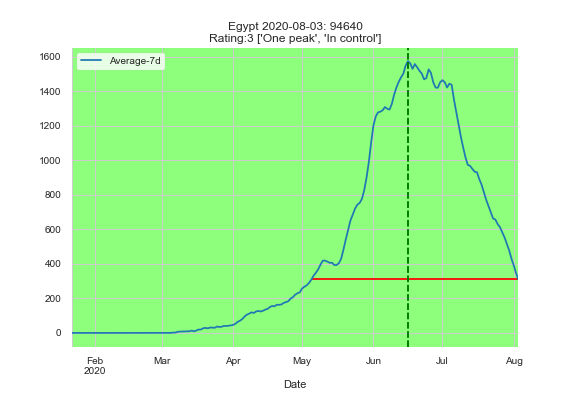 Egypt 2020-08-03: 94640
Rating:3 ['One peak', 'In control']
Average-7d
1600
1400
1200
1000
800
600
400
200
0
Feb Mar Apr May Jun Jul Aug
2020
Date